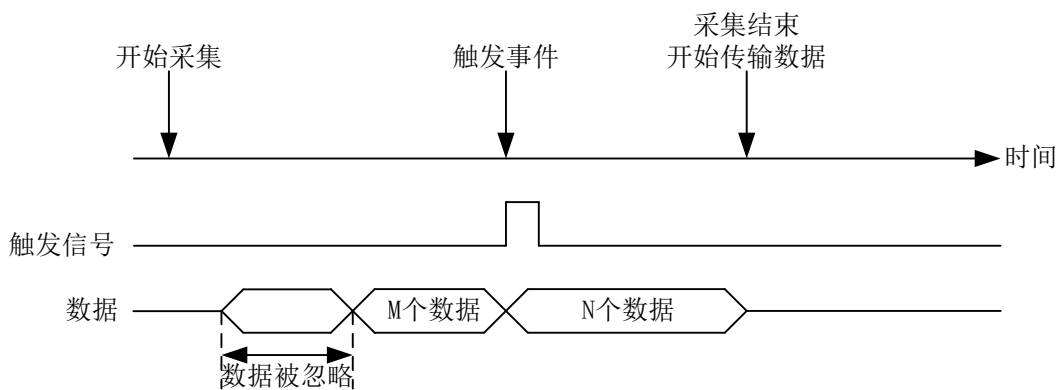 采集结束
开始采集
触发事件
开始传输数据
时间
触发信号
数据
M个数据
N个数据
数据被忽略